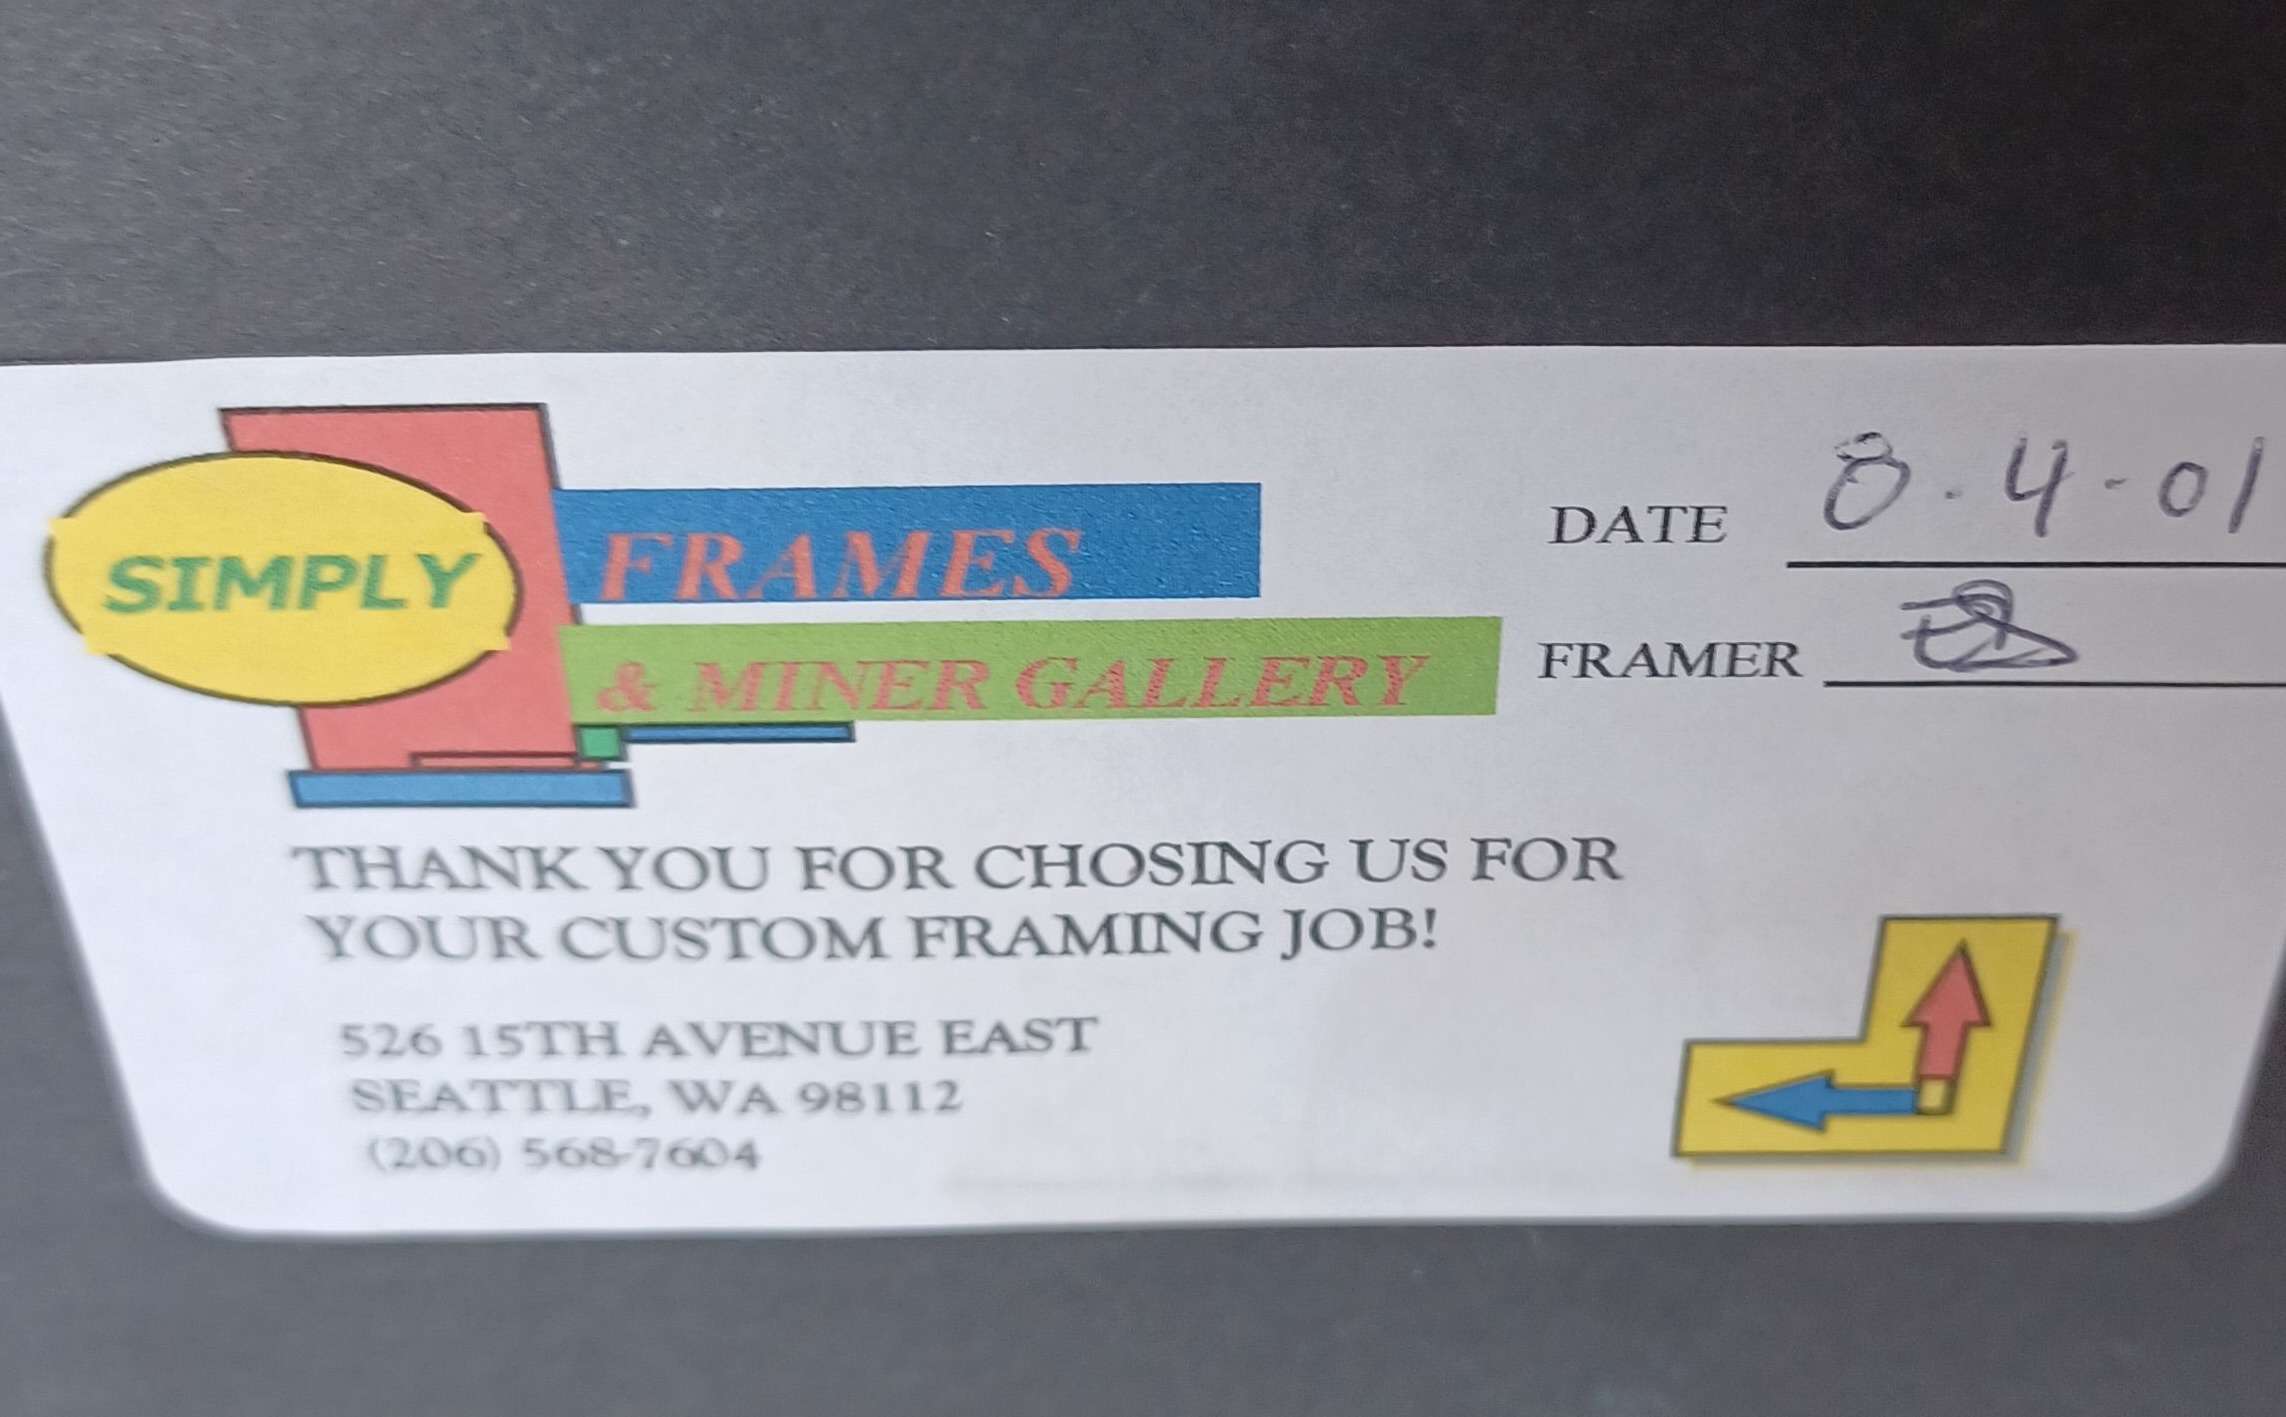 SIMPLY FRAMES
& MINER GALLERY
DATE 8.4.01
FRAMER
THANK YOU FOR CHOSING US FOR
YOUR CUSTOM FRAMING JOB!
526 15TH AVENUE EAST
SEATTLE, WA 98112
(206) 568-7604